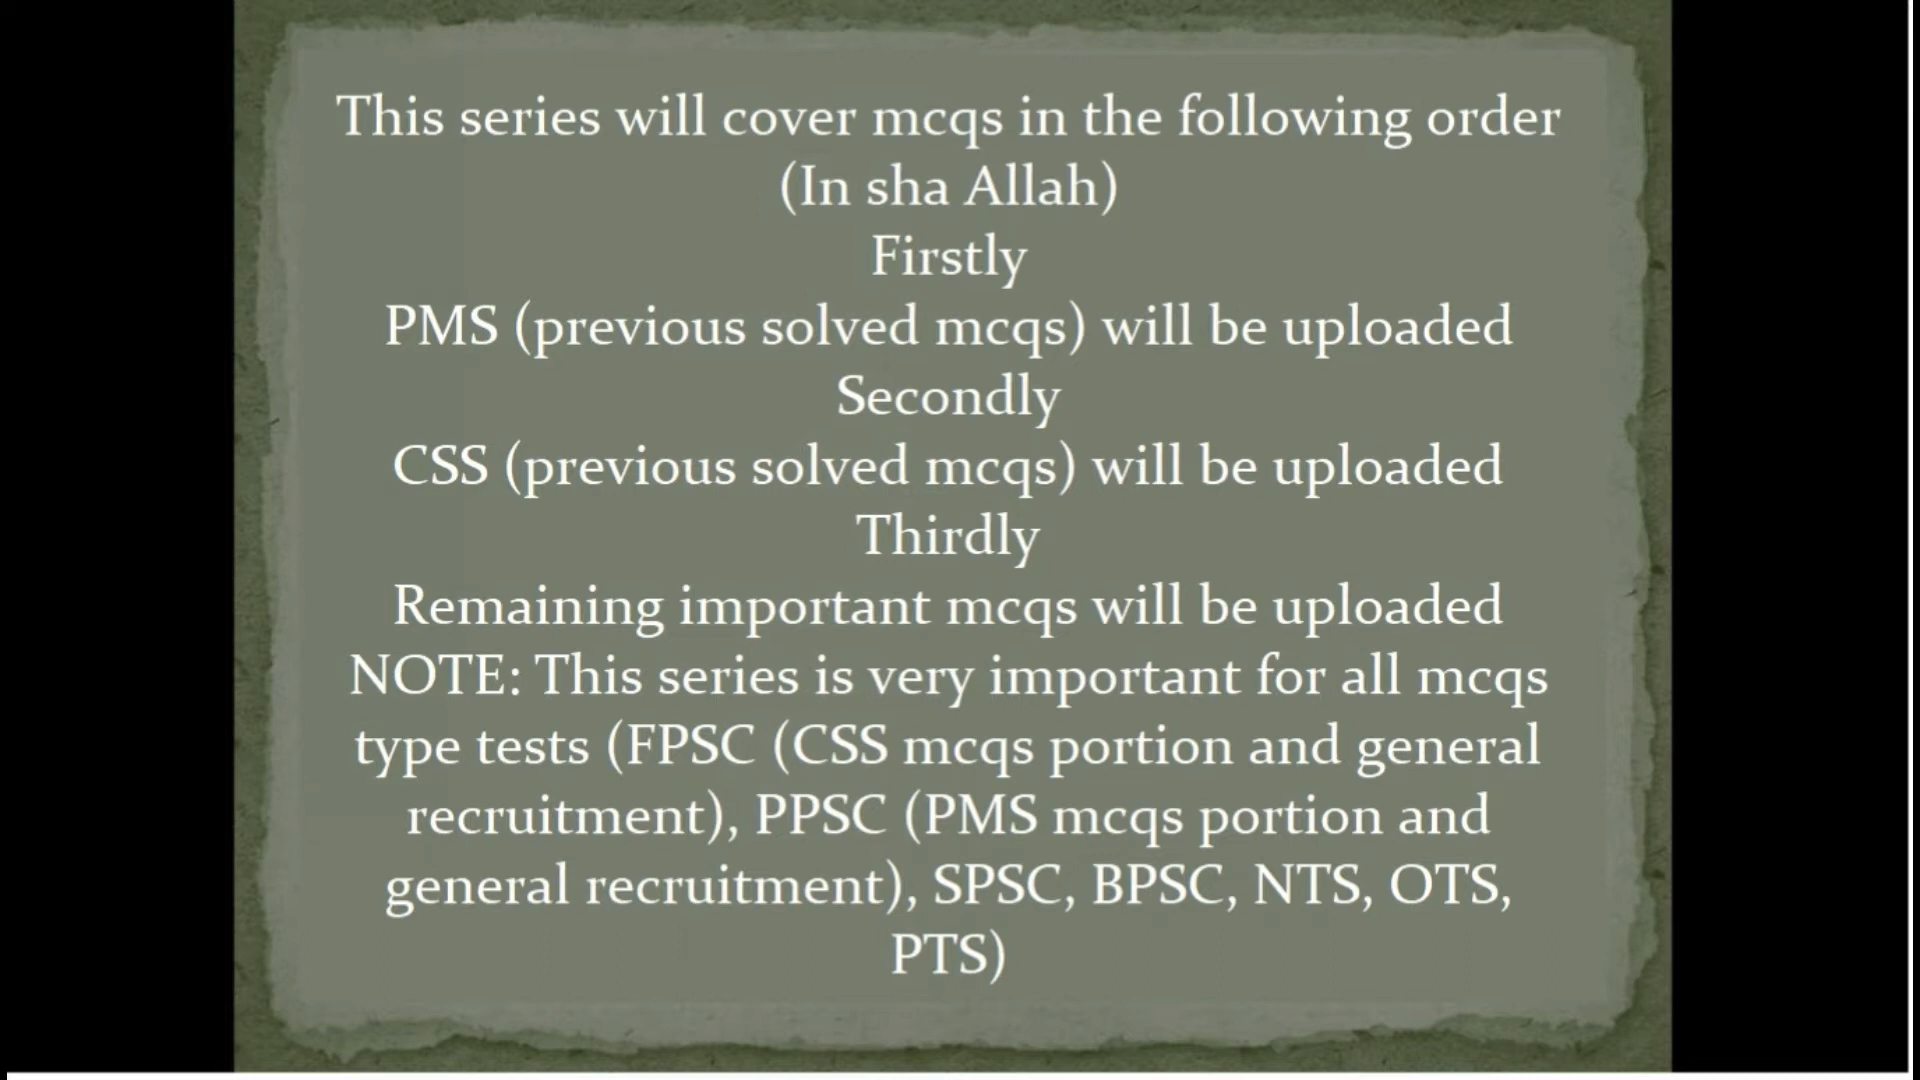 This series will cover mcqs in the following order
(In sha Allah)
Firstly
PMS (previous solved mcqs) will be uploaded
Secondly
CSS (previous solved mcqs) will be uploaded
Thirdly
Remaining important mcqs will be uploaded
NOTE: This series is very important for all mcqs
type tests (FPSC (CSS mcqs portion and general
recruitment), PPSC (PMS mcqs portion and
general recruitment), SPSC, BPSC, NTS, OTS,
PTS)